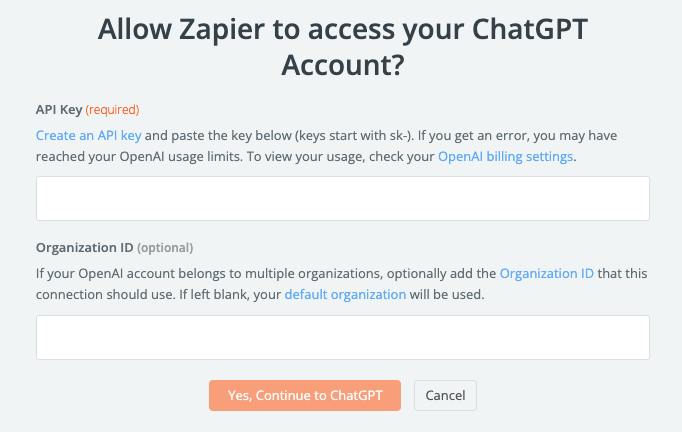 Allow Zapier to access your ChatGPT
Account?
API Key (required)
Create an API key and paste the key below (keys start with sk-). If you get an error, you may have
reached your OpenAI usage limits. To view your usage, check your OpenAI billing settings.
Organization ID (optional)
If your OpenAI account belongs to multiple organizations, optionally add the Organization ID that this
connection should use. If left blank, your default organization will be used.
Yes, Continue to ChatGPT
Cancel